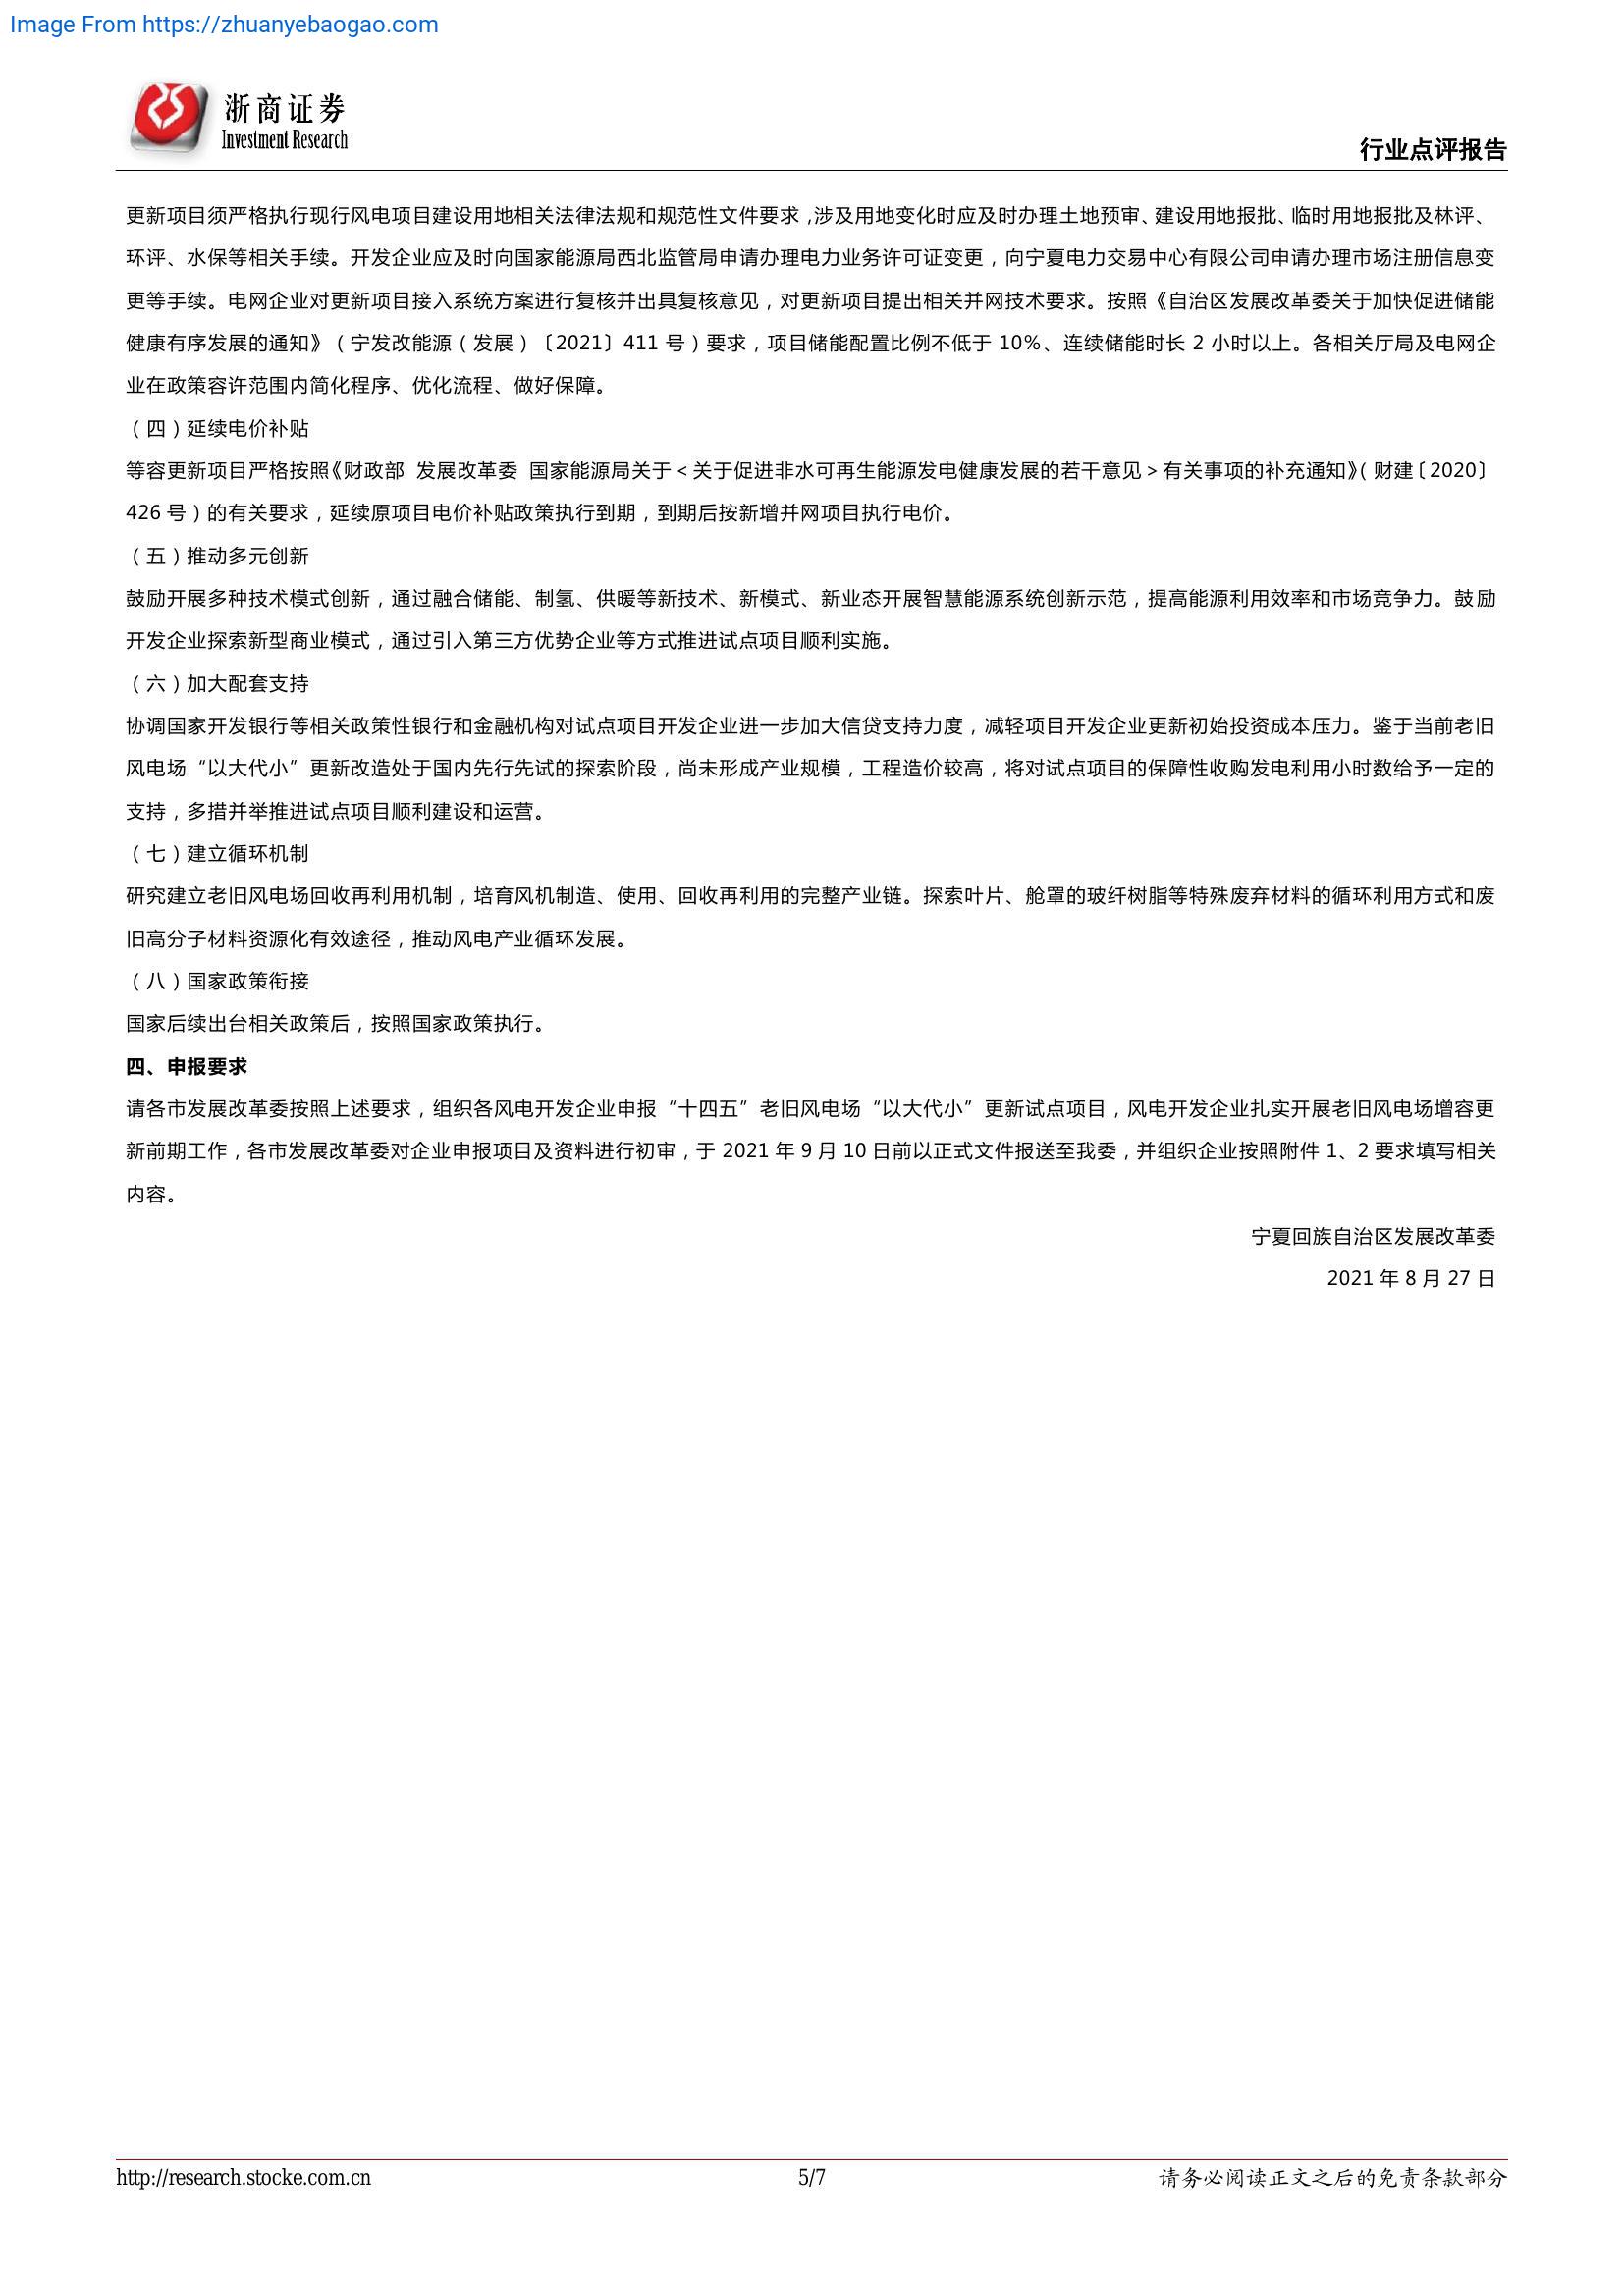 Image From https://zhuanyebaogao.com
浙商证券
Investment Research
行业点评报告
更新项目须严格执行现行风电项目建设用地相关法律法规和规范性文件要求，涉及用地变化时应及时办理土地预审、建设用地报批、临时用地报批及林评、
环评、水保等相关手续。开发企业应及时向国家能源局西北监管局申请办理电力业务许可证变更，向宁夏电力交易中心有限公司申请办理市场注册信息变
更等手续。电网企业对更新项目接入系统方案进行复核并出具复核意见，对更新项目提出相关并网技术要求。按照《自治区发展改革委关于加快促进储能
健康有序发展的通知》（宁发改能源（发展）〔2021〕411 号）要求，项目储能配置比例不低于 10%、连续储能时长 2 小时以上。各相关厅局及电网企
业在政策容许范围内简化程序、优化流程、做好保障。
（四）延续电价补贴
等容更新项目严格按照《财政部 发展改革委 国家能源局关于＜关于促进非水可再生能源发电健康发展的若干意见＞有关事项的补充通知》（财建〔2020〕
426 号）的有关要求，延续原项目电价补贴政策执行到期，到期后按新增并网项目执行电价。
（五）推动多元创新
鼓励开展多种技术模式创新，通过融合储能、制氢、供暖等新技术、新模式、新业态开展智慧能源系统创新示范，提高能源利用效率和市场竞争力。鼓励
开发企业探索新型商业模式，通过引入第三方优势企业等方式推进试点项目顺利实施。
（六）加大配套支持
协调国家开发银行等相关政策性银行和金融机构对试点项目开发企业进一步加大信贷支持力度，减轻项目开发企业更新初始投资成本压力。鉴于当前老旧
风电场“以大代小”更新改造处于国内先行先试的探索阶段，尚未形成产业规模，工程造价较高，将对试点项目的保障性收购发电利用小时数给予一定的
支持，多措并举推进试点项目顺利建设和运营。
（七）建立循环机制
研究建立老旧风电场回收再利用机制，培育风机制造、使用、回收再利用的完整产业链。探索叶片、舱罩的玻纤树脂等特殊废弃材料的循环利用方式和废
旧高分子材料资源化有效途径，推动风电产业循环发展。
（八）国家政策衔接
国家后续出台相关政策后，按照国家政策执行。
四、申报要求
请各市发展改革委按照上述要求，组织各风电开发企业申报“十四五”老旧风电场“以大代小”更新试点项目，风电开发企业扎实开展老旧风电场增容更
新前期工作，各市发展改革委对企业申报项目及资料进行初审，于 2021 年 9 月 10 日前以正式文件报送至我委，并组织企业按照附件 1、2 要求填写相关
内容。
宁夏回族自治区发展改革委
2021 年 8 月 27 日
http://research.stocke.com.cn
5/7
请务必阅读正文之后的免责条款部分